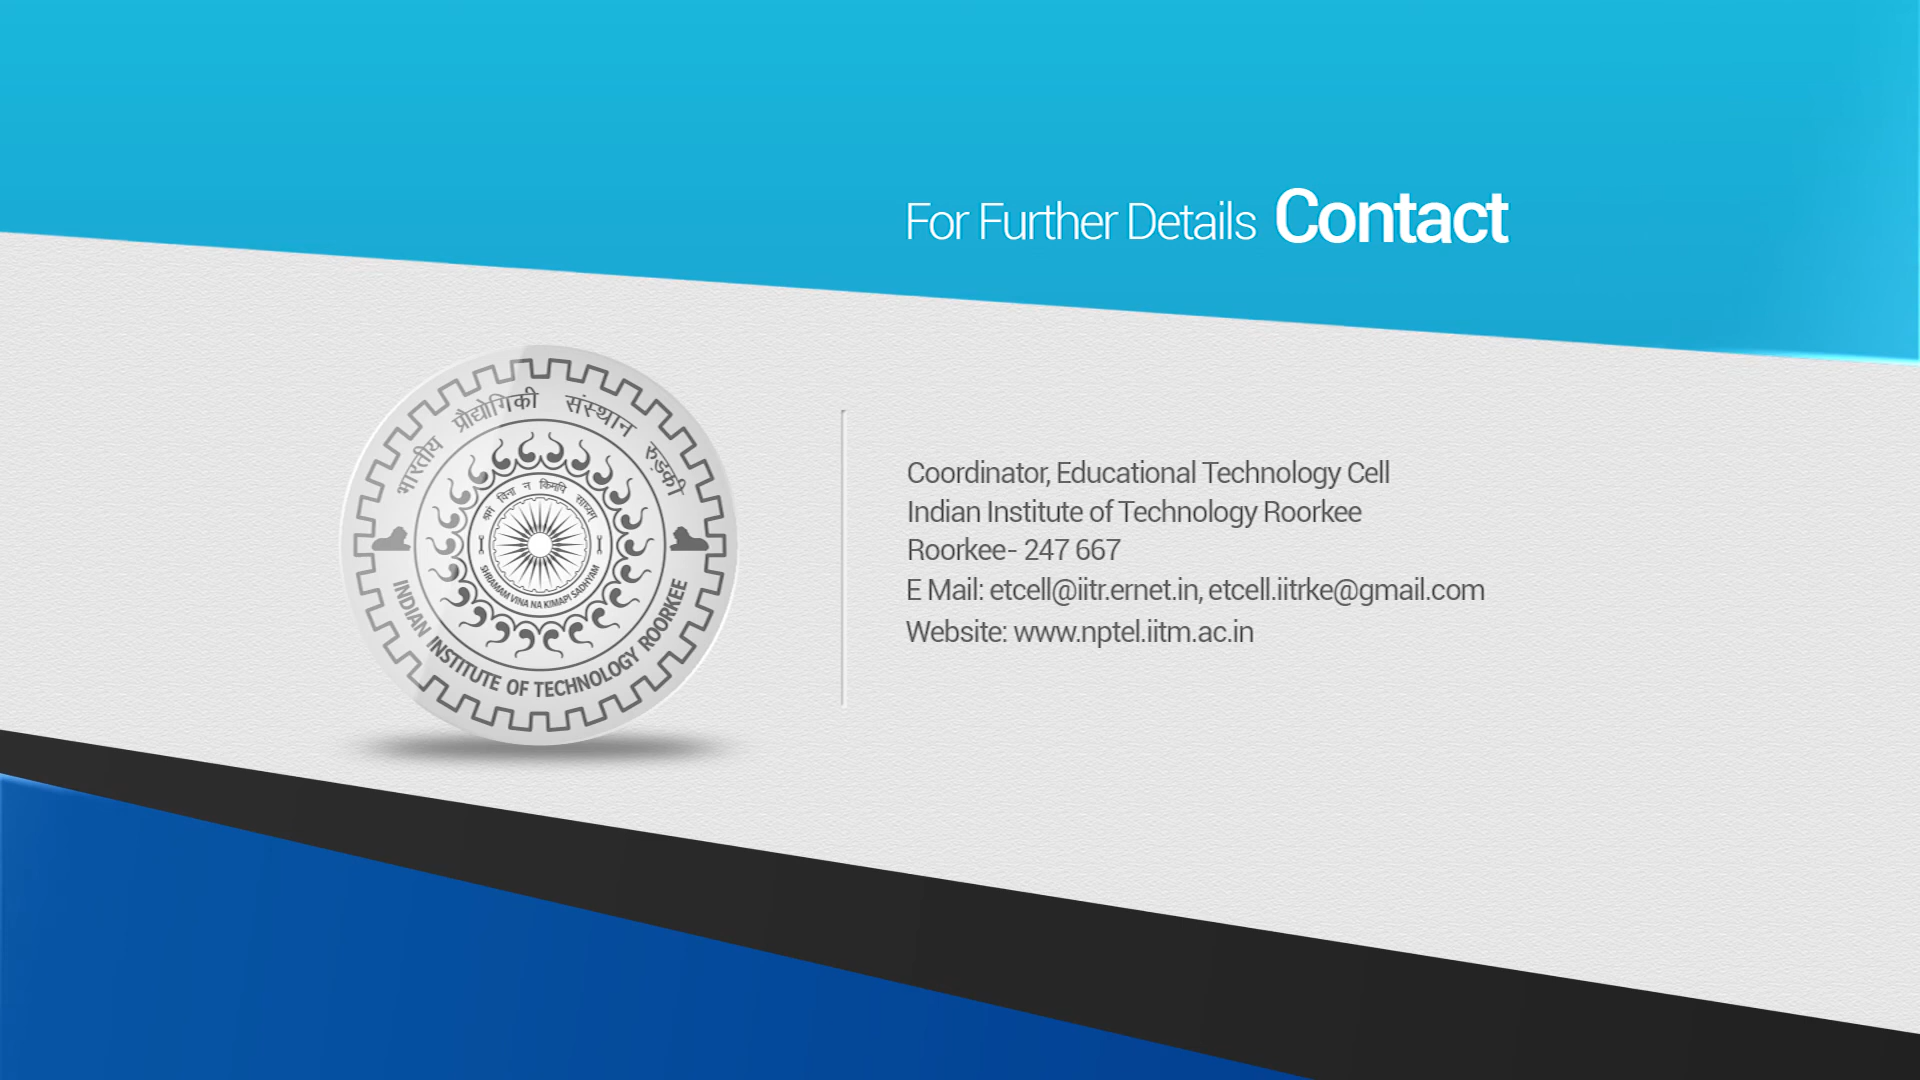 For Further Details Contact
भारतीय प्रौद्योगिकी संस्थान रुड़की
श्रमं विना न किमपि साध्यम्
SHRAMAM VINA NA KIMAPI SADHYAM
INDIAN INSTITUTE OF TECHNOLOGY ROORKEE
Coordinator, Educational Technology Cell
Indian Institute of Technology Roorkee
Roorkee- 247 667
E Mail: etcell@iitr.ernet.in, etcell.iitrke@gmail.com
Website: www.nptel.iitm.ac.in